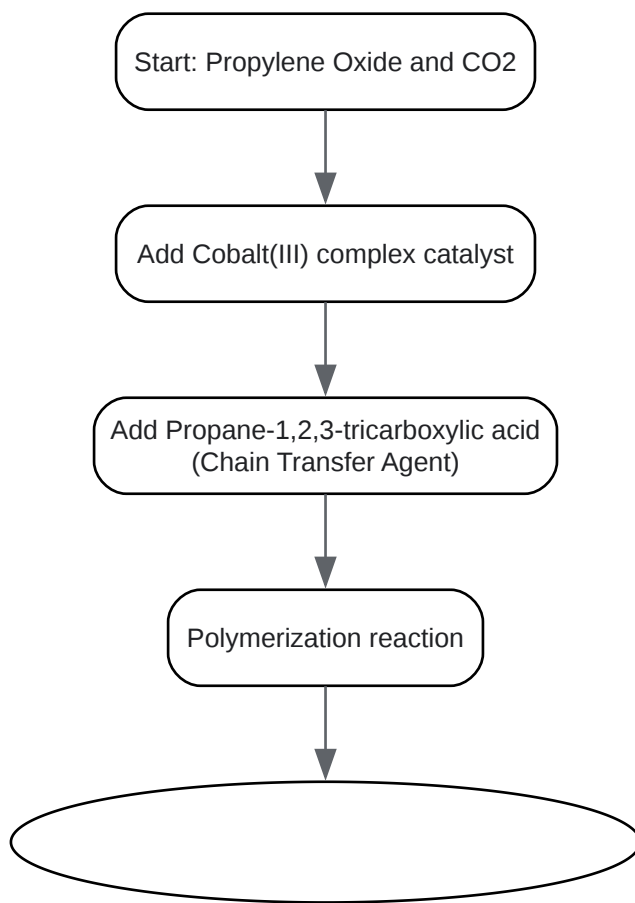 Start: Propylene Oxide and CO2
Add Cobalt(III) complex catalyst
Add Propane-1,2,3-tricarboxylic acid
(Chain Transfer Agent)
Polymerization reaction